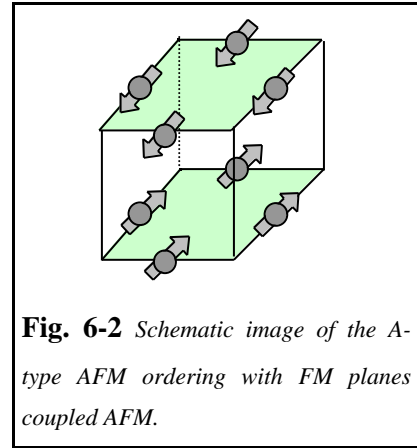 Fig. 6-2 Schematic image of the A-
type AFM ordering with FM planes
coupled AFM.